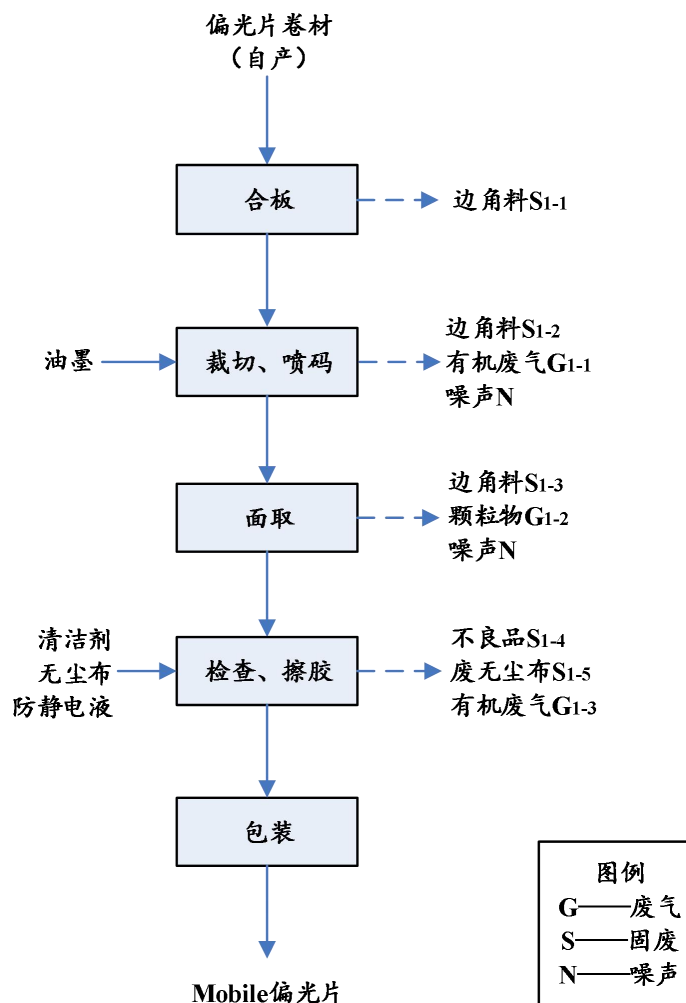 偏光片卷材
（自产）
合板
边角料S1-1
油墨
裁切、喷码
边角料S1-2
有机废气G1-1
噪声N
面取
边角料S1-3
颗粒物G1-2
噪声N
清洁剂
无尘布
防静电液
检查、擦胶
不良品S1-4
废无尘布S1-5
有机废气G1-3
包装
Mobile偏光片
图例
G——废气
S——固废
N——噪声